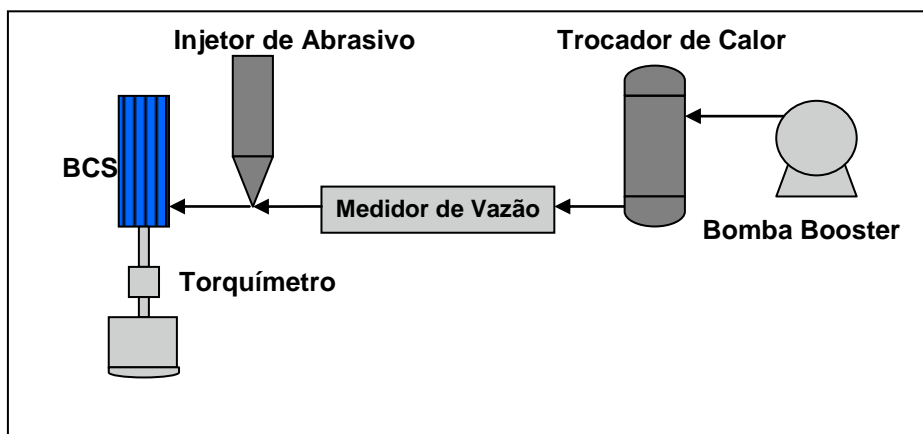 Injetor de Abrasivo
Trocador de Calor
BCS
Medidor de Vazão
Bomba Booster
Torquímetro